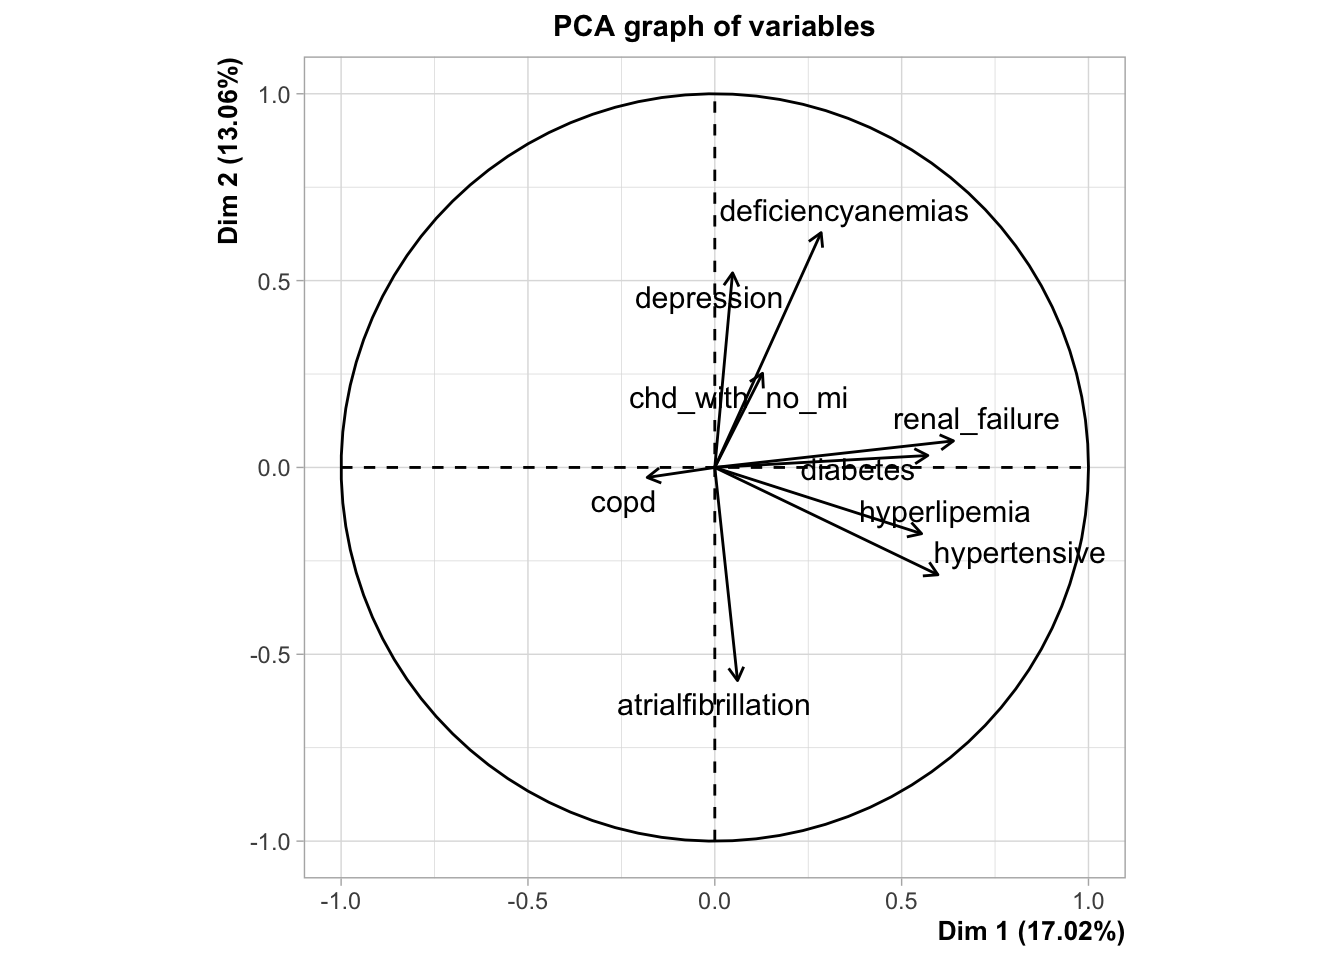 PCA graph of variables
Dim 2 (13.06%)
1.0
0.5
0.0
-0.5
-1.0
deficiencyanemias
depression
chd_with_no_mi
renal_failure
diabetes
copd
hyperlipemia
hypertensive
atrialfibrillation
-1.0 -0.5 0.0 0.5 1.0
Dim 1 (17.02%)